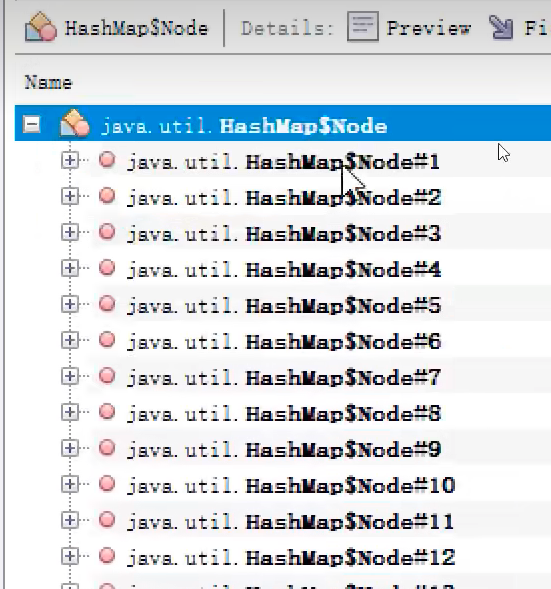 HashMap$Node Details: Preview Fi
Name
java.util.HashMap$Node
java.util.HashMap$Node#1
java.util.HashMap$Node#2
java.util.HashMap$Node#3
java.util.HashMap$Node#4
java.util.HashMap$Node#5
java.util.HashMap$Node#6
java.util.HashMap$Node#7
java.util.HashMap$Node#8
java.util.HashMap$Node#9
java.util.HashMap$Node#10
java.util.HashMap$Node#11
java.util.HashMap$Node#12